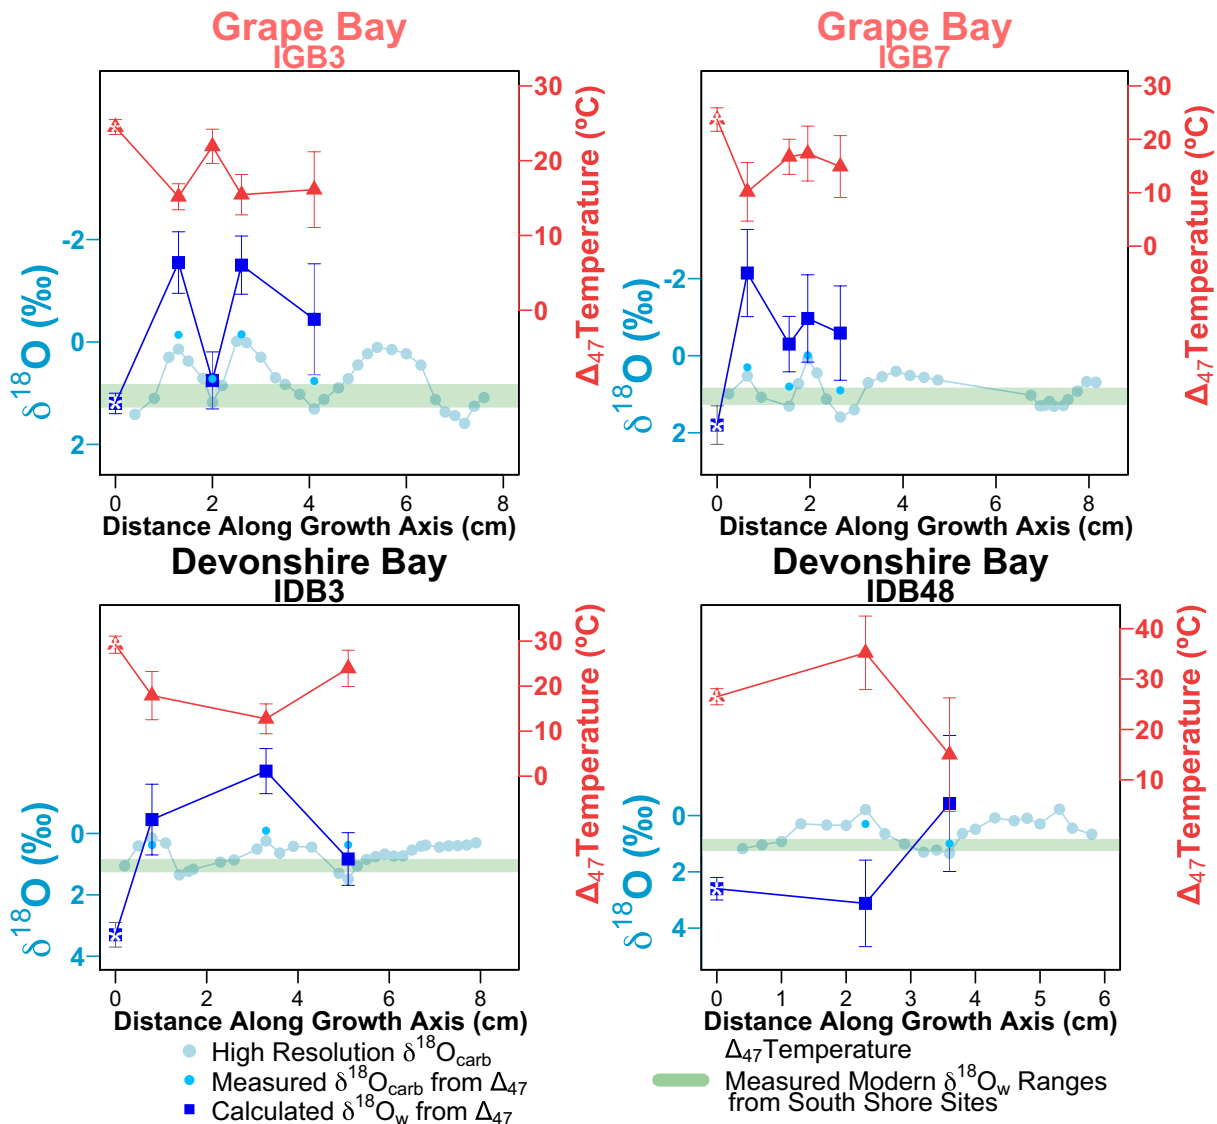 Grape Bay
IGB3
30
20
10
0
-2
0
2
δ¹⁸O (‰)
Δ₄₇Temperature (ºC)
0 2 4 6 8
Distance Along Growth Axis (cm)
Grape Bay
IGB7
30
20
10
0
-2
0
2
δ¹⁸O (‰)
Δ₄₇Temperature (ºC)
0 2 4 6 8
Distance Along Growth Axis (cm)
Devonshire Bay
IDB3
30
20
10
0
0
2
4
δ¹⁸O (‰)
Δ₄₇Temperature (ºC)
0 2 4 6 8
Distance Along Growth Axis (cm)
Devonshire Bay
IDB48
40
30
20
10
0
2
4
δ¹⁸O (‰)
Δ₄₇Temperature (ºC)
0 1 2 3 4 5 6
Distance Along Growth Axis (cm)
High Resolution δ¹⁸O_carb
Measured δ¹⁸O_carb from Δ₄₇
Calculated δ¹⁸O_w from Δ₄₇
Δ₄₇Temperature
Measured Modern δ¹⁸O_w Ranges
from South Shore Sites